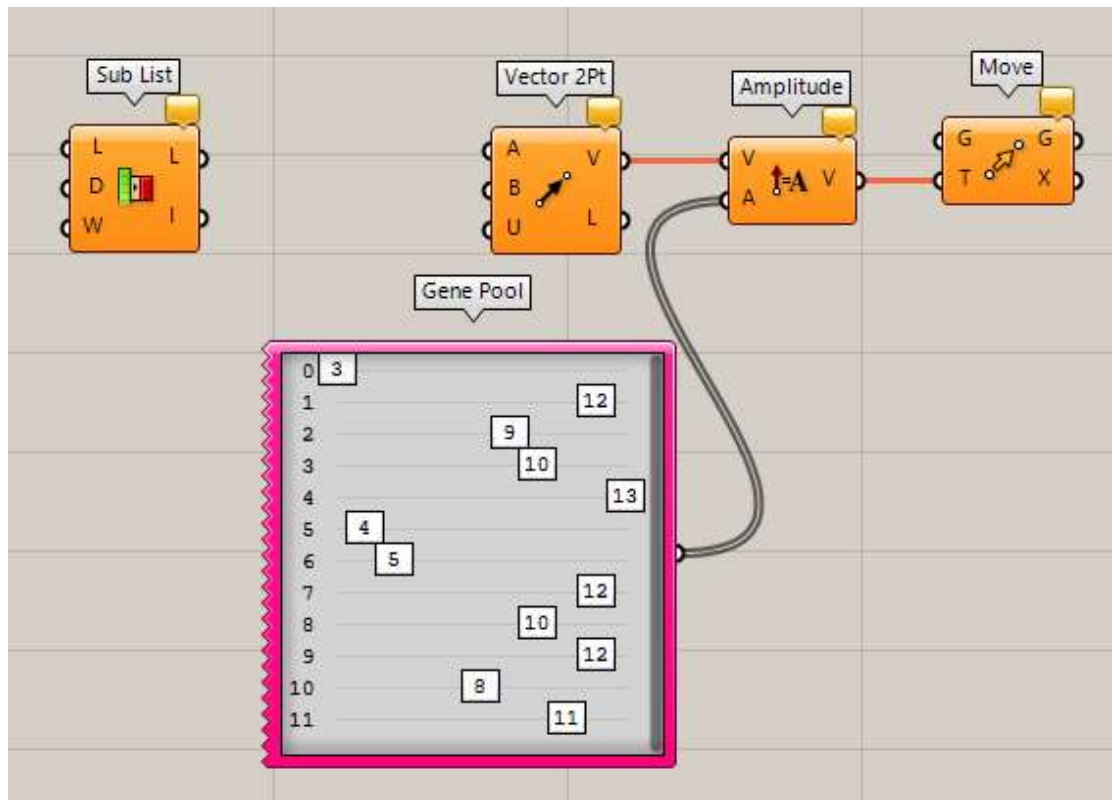 Sub List
L L
D
W I
Vector 2Pt
A V
B
U L
Amplitude
V
A =A V
Move
G G
T X
Gene Pool
0 3
1 12
2 9
3 10
4 13
5 4
6 5
7 12
8 10
9 12
10 8
11 11